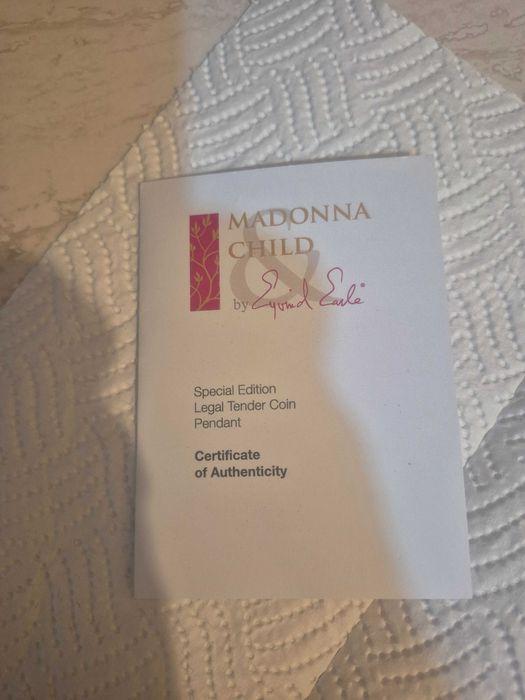 MADONNA
& CHILD
by Eyvind Earle
Special Edition
Legal Tender Coin
Pendant
Certificate
of Authenticity